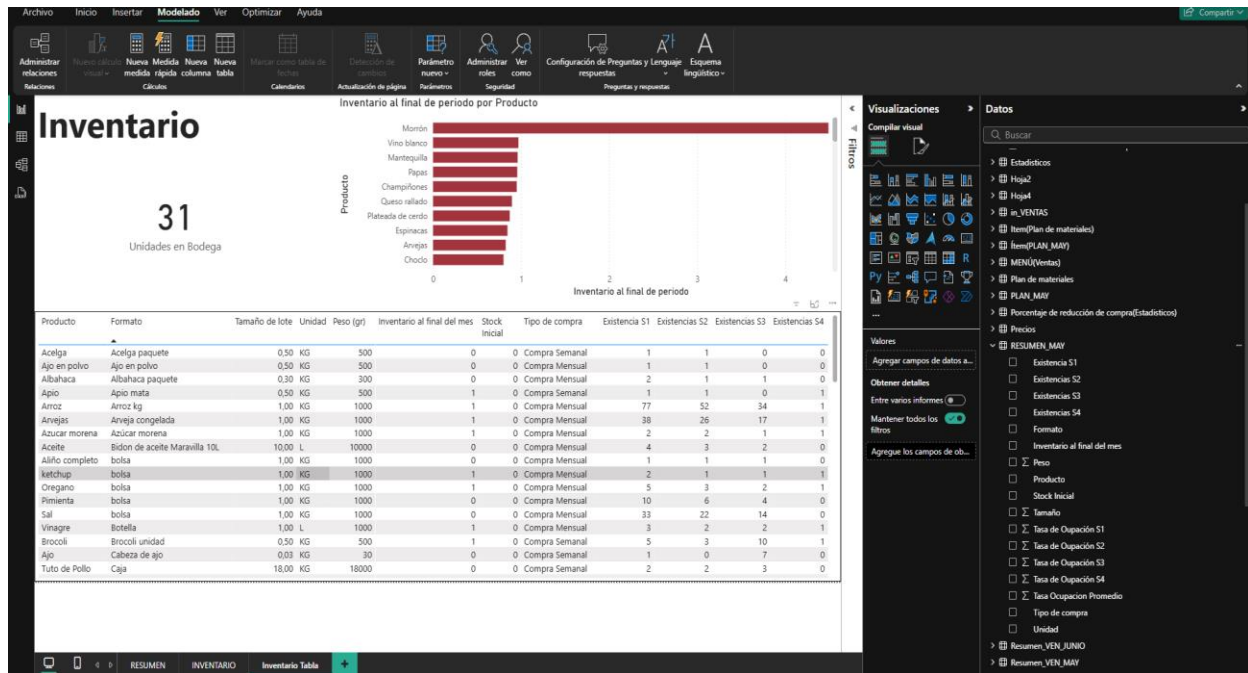 Archivo Inicio Insertar Modelado Ver Optimizar Ayuda
Compartir
Administrar relaciones
Nuevo cálculo visual
Nueva medida
Medida rápida
Nueva columna
Nueva tabla
Marcar como tabla de fechas
Detección de cambios
Parámetro nuevo
Administrar roles
Ver como
Configuración de Preguntas y respuestas
Lenguaje
Esquema lingüístico
Relaciones Cálculos Calendarios Actualización de página Parámetros Seguridad Preguntas y respuestas
Inventario
31
Unidades en Bodega
Inventario al final de periodo por Producto
Producto
Morrón
Vino blanco
Mantequilla
Papas
Champiñones
Queso rallado
Plateada de cerdo
Espinacas
Arvejas
Choclo
0 1 2 3 4
Inventario al final de periodo
Producto Formato Tamaño de lote Unidad Peso (gr) Inventario al final del mes Stock Inicial Tipo de compra Existencia S1 Existencias S2 Existencias S3 Existencias S4
Acelga Acelga paquete 0,50 KG 500 0 0 Compra Semanal 1 1 0 0
Ajo en polvo Ajo en polvo 0,50 KG 500 0 0 Compra Semanal 1 1 0 0
Albahaca Albahaca paquete 0,30 KG 300 0 0 Compra Semanal 2 1 1 0
Apio Apio mata 0,50 KG 500 1 0 Compra Semanal 1 1 0 1
Arroz Arroz kg 1,00 KG 1000 1 0 Compra Mensual 77 52 34 1
Arvejas Arveja congelada 1,00 KG 1000 1 0 Compra Mensual 38 26 17 1
Azucar morena Azúcar morena 1,00 KG 1000 1 0 Compra Mensual 2 2 1 1
Aceite Bidon de aceite Maravilla 10L 10,00 L 10000 0 0 Compra Mensual 4 3 2 0
Aliño completo bolsa 1,00 KG 1000 0 0 Compra Mensual 1 1 1 0
ketchup bolsa 1,00 KG 1000 1 0 Compra Mensual 2 1 1 1
Oregano bolsa 1,00 KG 1000 1 0 Compra Mensual 5 3 2 1
Pimienta bolsa 1,00 KG 1000 0 0 Compra Mensual 10 6 4 0
Sal bolsa 1,00 KG 1000 0 0 Compra Mensual 33 22 14 0
Vinagre Botella 1,00 L 1000 1 0 Compra Mensual 3 2 2 1
Brocoli Brocoli unidad 0,50 KG 500 1 0 Compra Semanal 5 3 10 1
Ajo Cabeza de ajo 0,03 KG 30 0 0 Compra Semanal 1 0 7 0
Tuto de Pollo Caja 18,00 KG 18000 0 0 Compra Semanal 2 2 3 0
RESUMEN INVENTARIO Inventario Tabla +
Filtros
Visualizaciones
Compilar visual
R
Py
Valores
Agregar campos de datos a...
Obtener detalles
Entre varios informes
Mantener todos los filtros
Agregue los campos de ob...
Datos
Buscar
Estadisticos
Hoja2
Hoja4
in_VENTAS
Item(Plan de materiales)
Ítem(PLAN_MAY)
MENÚ(Ventas)
Plan de materiales
PLAN_MAY
Porcentaje de reducción de compra(Estadísticos)
Precios
RESUMEN_MAY
Existencia S1
Existencias S2
Existencias S3
Existencias S4
Formato
Inventario al final del mes
∑ Peso
Producto
Stock Inicial
∑ Tamaño
∑ Tasa de Oupación S1
∑ Tasa de Oupación S2
∑ Tasa de Oupación S3
∑ Tasa de Oupación S4
∑ Tasa Ocupacion Promedio
Tipo de compra
Unidad
Resumen_VEN_JUNIO
Resumen_VEN_MAY